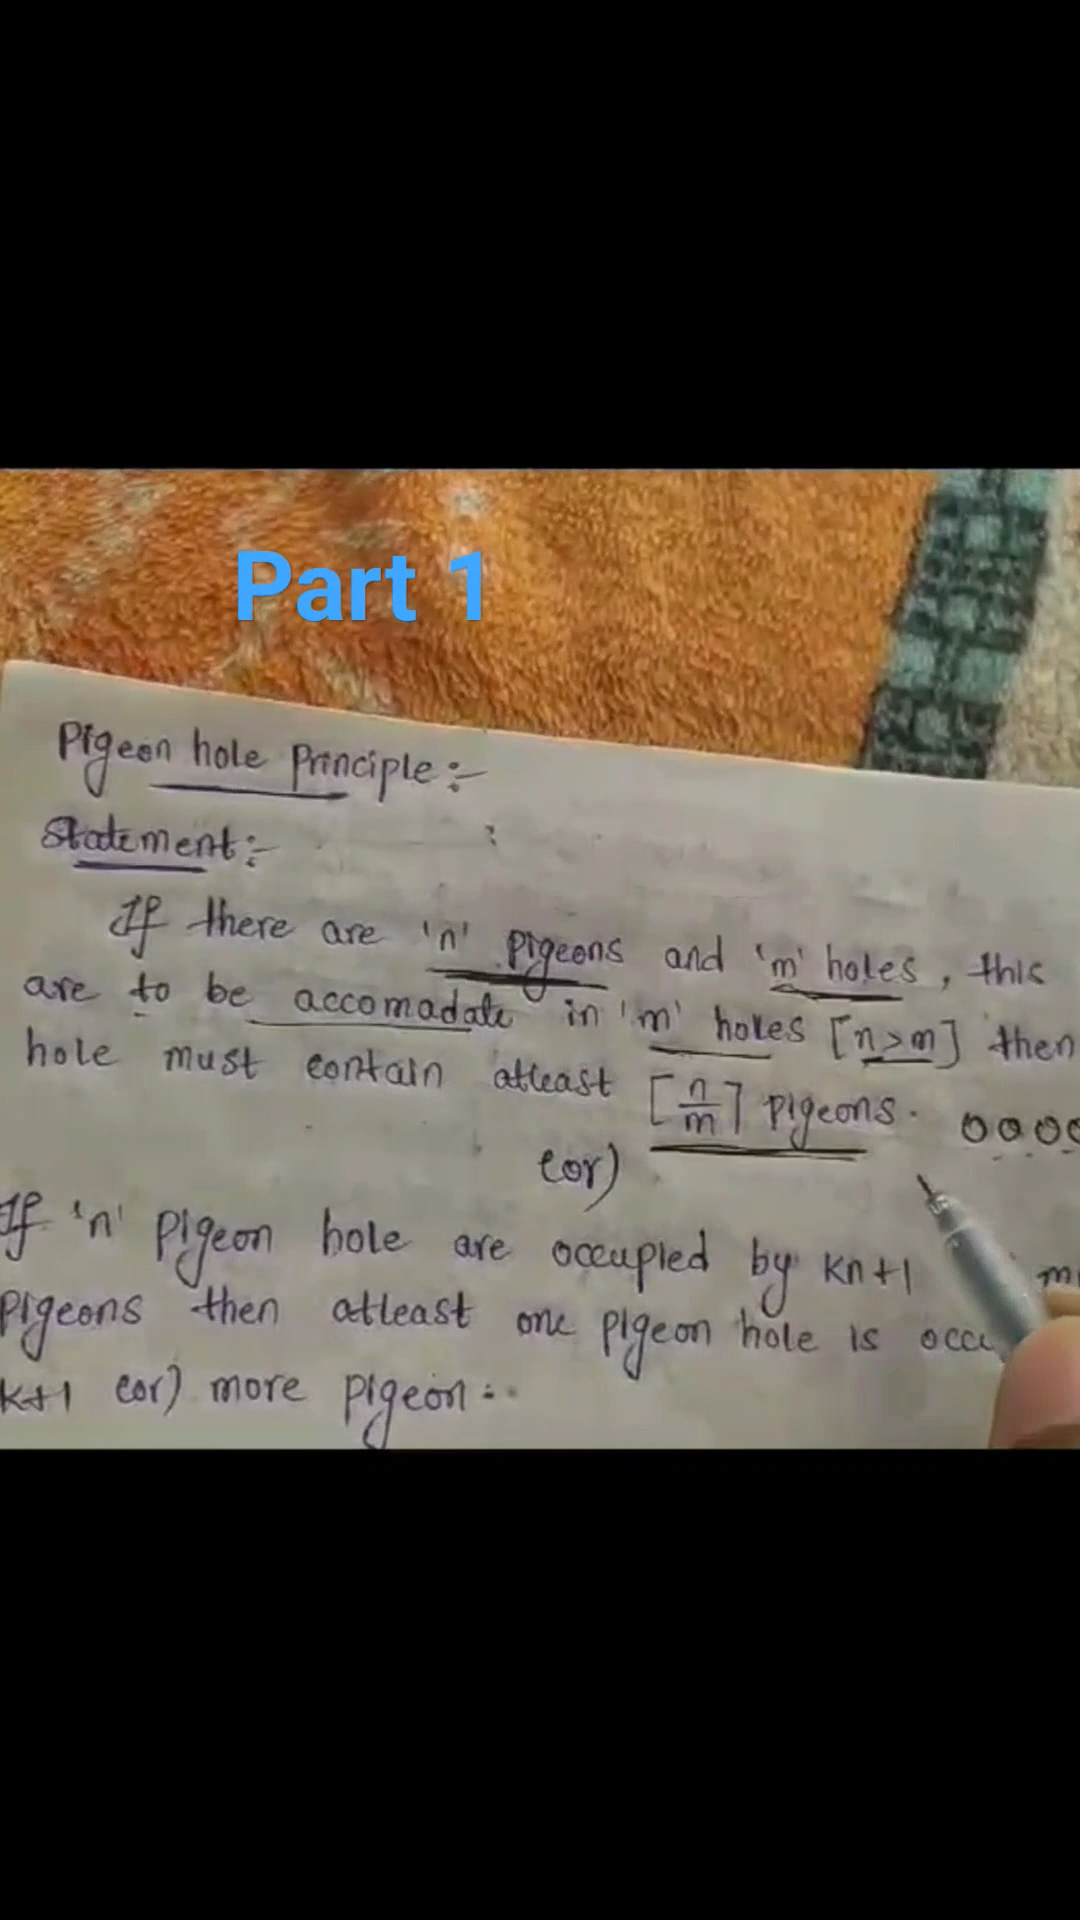 Part 1
Pigeon hole Principle :-
Statement :-
If there are 'n' pigeons and 'm' holes, this
are to be accomadate in 'm' holes [n>m] then
hole must contain atleast [n/m] pigeons.
(or)
If 'n' pigeon hole are occupied by Kn+1
pigeons then atleast one pigeon hole is occu
K+1 (or) more pigeon :.